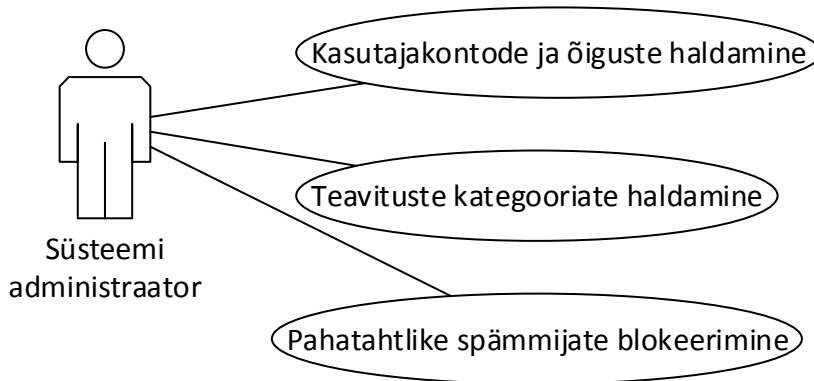 Kasutajakontode ja õiguste haldamine
Teavituste kategooriate haldamine
Süsteemi
administraator
Pahatahtlike spämmijate blokeerimine